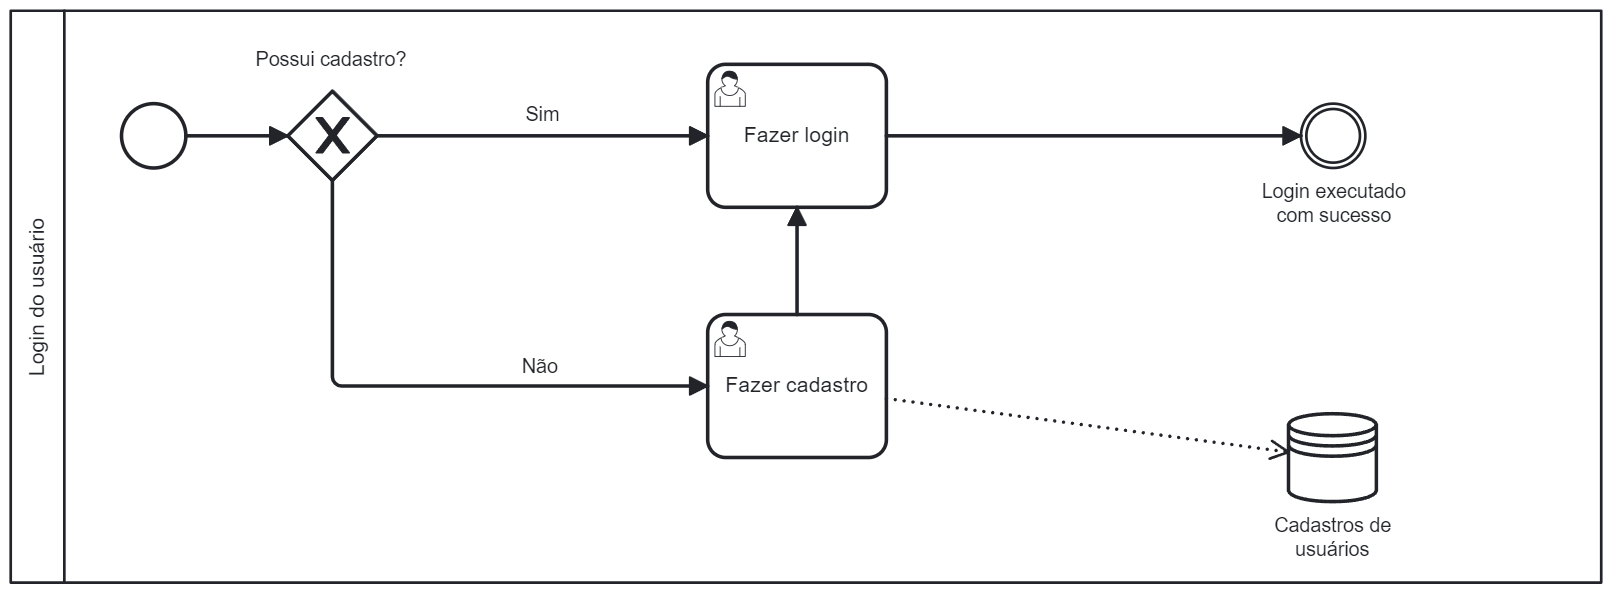 Login do usuário
Possui cadastro?
Sim
Fazer login
Login executado
com sucesso
Não
Fazer cadastro
Cadastros de
usuários